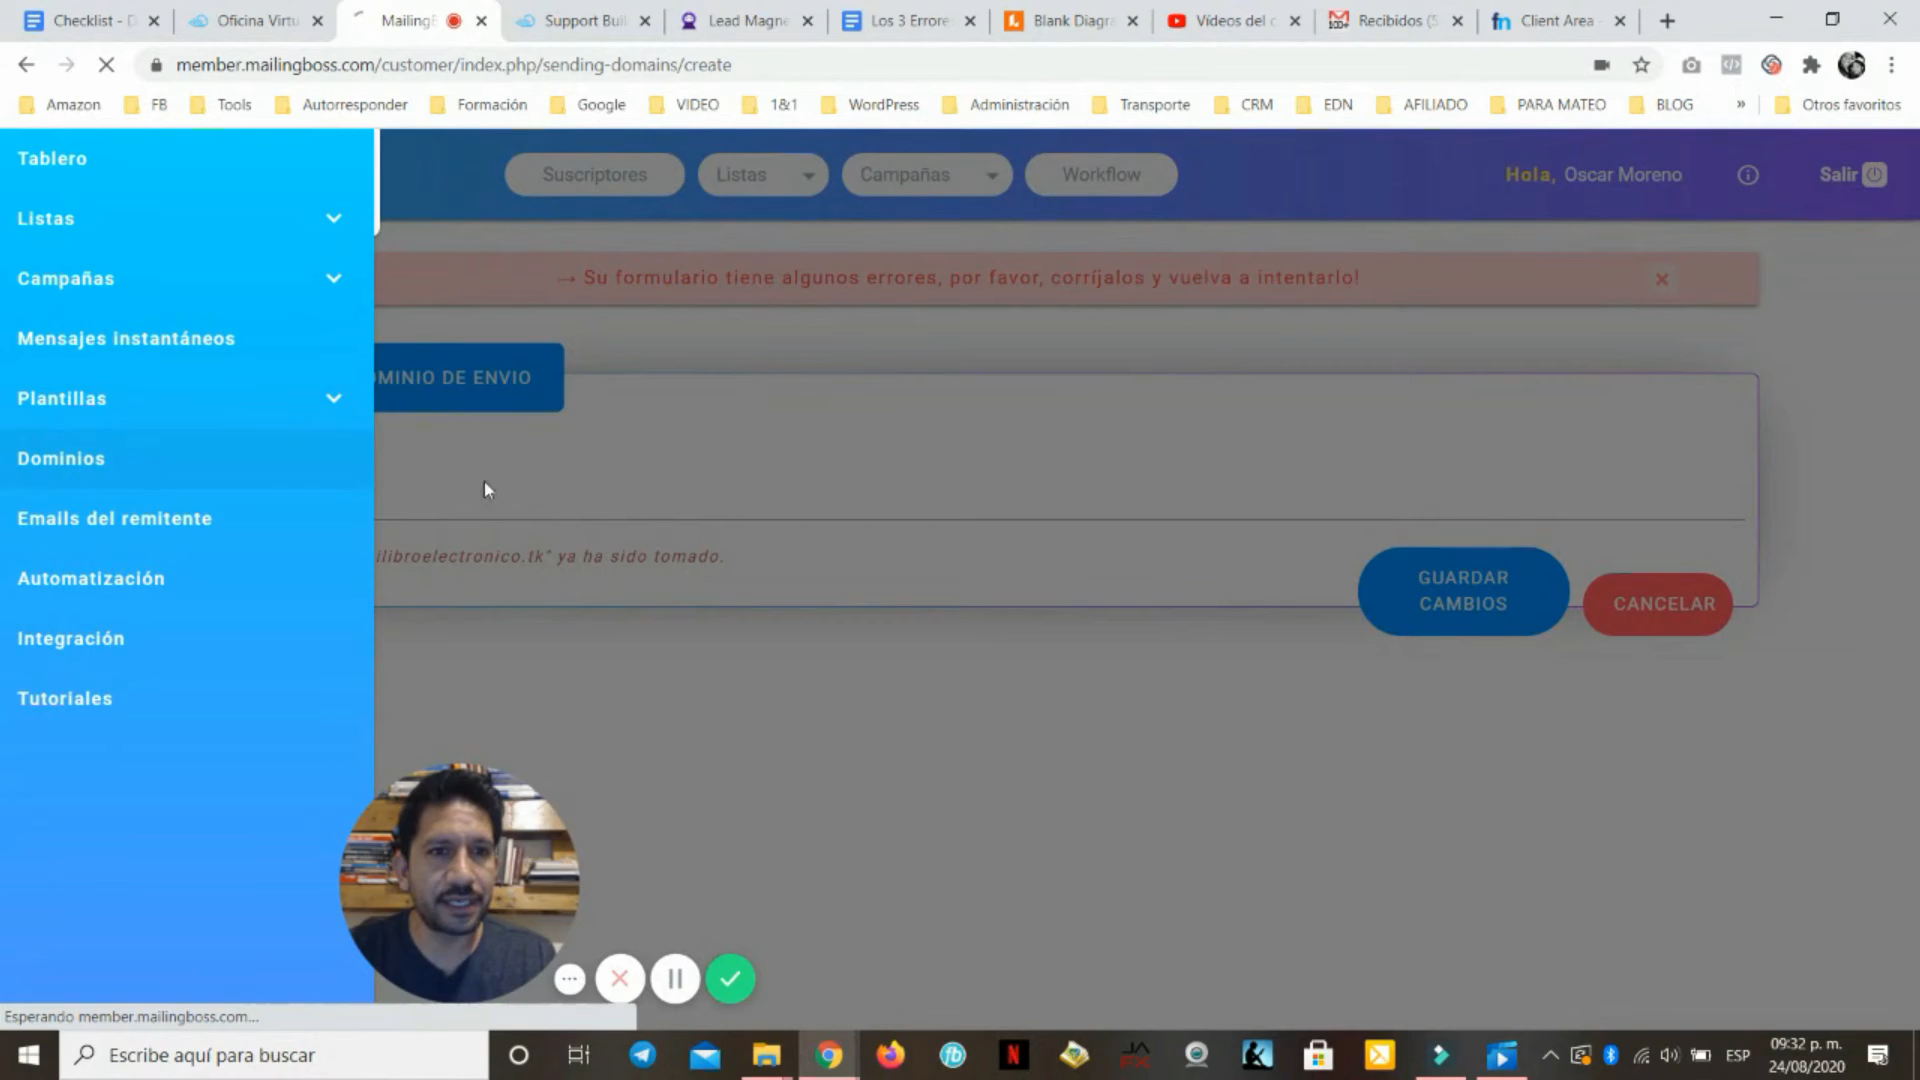 Checklist - D
Oficina Virtu
Mailing
Support Buil
Lead Magne
Los 3 Errore
Blank Diagra
Vídeos del c
Recibidos (5
Client Area -
member.mailingboss.com/customer/index.php/sending-domains/create
Amazon
FB
Tools
Autorresponder
Formación
Google
VIDEO
1&1
WordPress
Administración
Transporte
CRM
EDN
AFILIADO
PARA MATEO
BLOG
»
Otros favoritos
Tablero
Listas
Campañas
Mensajes instantáneos
Plantillas
Dominios
Emails del remitente
Automatización
Integración
Tutoriales
Suscriptores
Listas
Campañas
Workflow
Hola, Oscar Moreno
Salir
→ Su formulario tiene algunos errores, por favor, corríjalos y vuelva a intentarlo!
OMINIO DE ENVIO
ilibroelectronico.tk" ya ha sido tomado.
GUARDAR
CAMBIOS
CANCELAR
Esperando member.mailingboss.com...
Escribe aquí para buscar
ESP
09:32 p. m.
24/08/2020